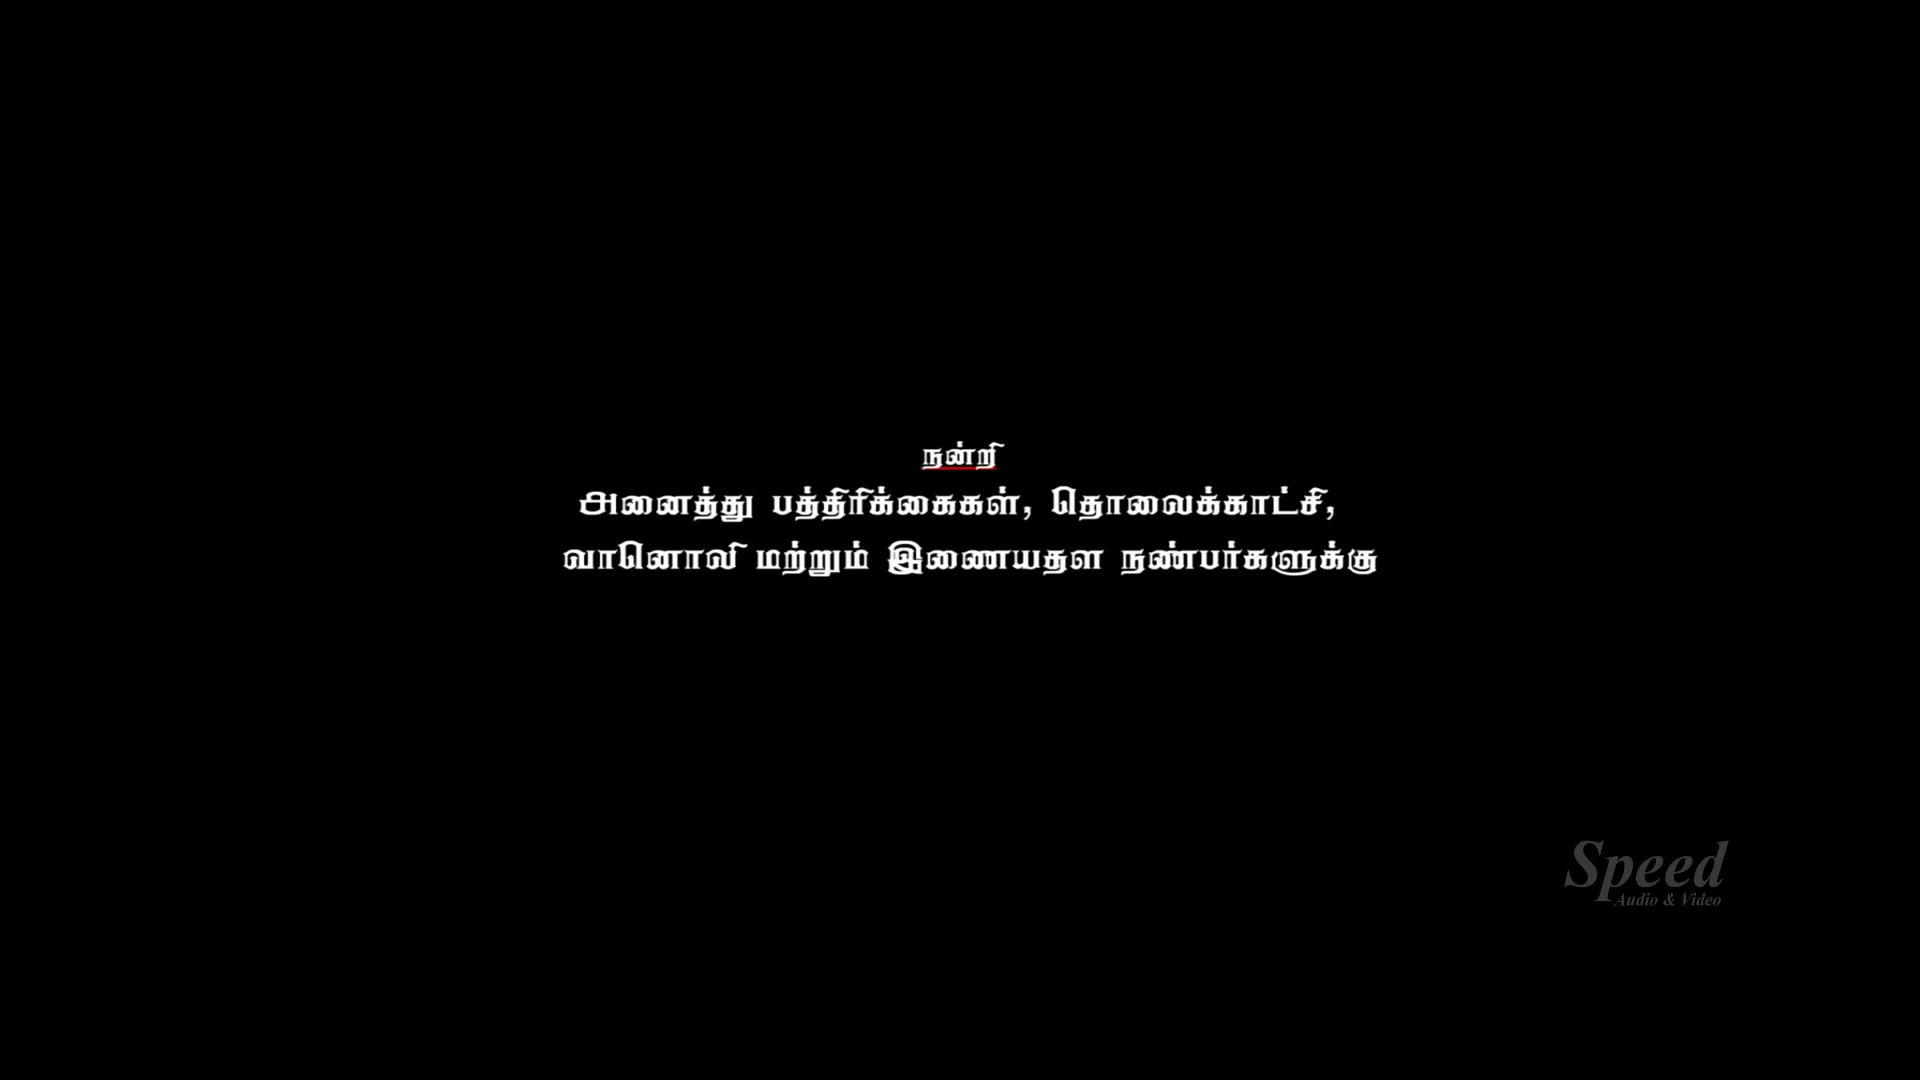 நன்றி
அனைத்து பத்திரிக்கைகள், தொலைக்காட்சி,
வானொலி மற்றும் இணையதள நண்பர்களுக்கு
Speed
Audio & Video